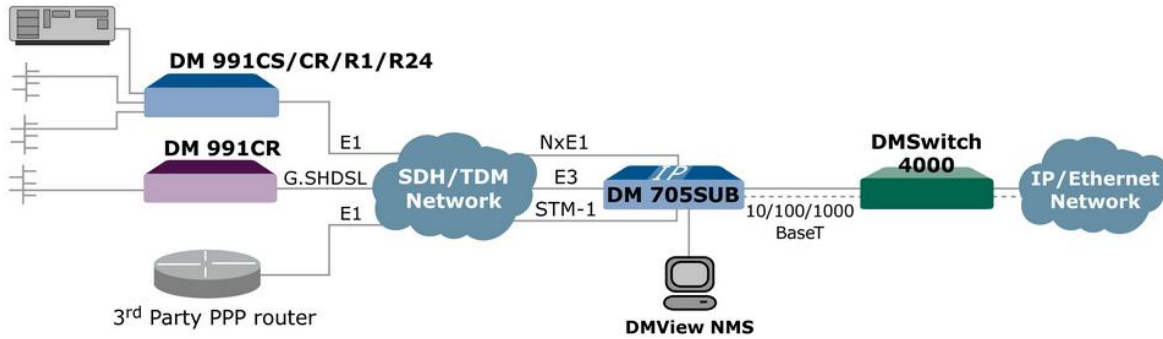 DM 991CS/CR/R1/R24
E1
NxE1
DM 991CR
G.SHDSL
SDH/TDM
Network
E3
IP
DM 705SUB
DMSwitch
4000
IP/Ethernet
Network
E1
STM-1
10/100/1000
BaseT
3rd Party PPP router
DMView NMS